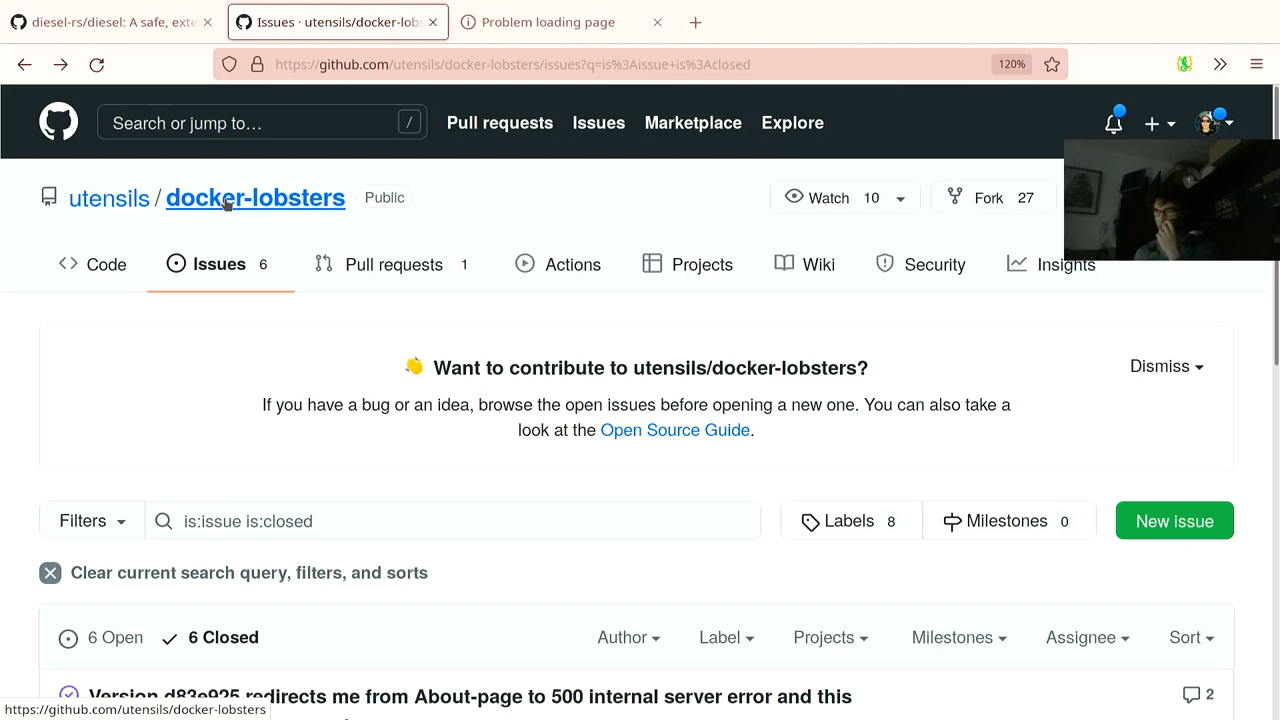 diesel-rs/diesel: A safe, exte
Issues · utensils/docker-lobs
Problem loading page
https://github.com/utensils/docker-lobsters/issues?q=is%3Aissue+is%3Aclosed
120%
Search or jump to…
/
Pull requests
Issues
Marketplace
Explore
utensils / docker-lobsters
Public
Watch 10
Fork 27
Code
Issues 6
Pull requests 1
Actions
Projects
Wiki
Security
Insights
👋 Want to contribute to utensils/docker-lobsters?
Dismiss
If you have a bug or an idea, browse the open issues before opening a new one. You can also take a
look at the Open Source Guide.
Filters
is:issue is:closed
Labels 8
Milestones 0
New issue
Clear current search query, filters, and sorts
6 Open
6 Closed
Author
Label
Projects
Milestones
Assignee
Sort
Version d83e925 redirects me from About-page to 500 internal server error and this
2
https://github.com/utensils/docker-lobsters